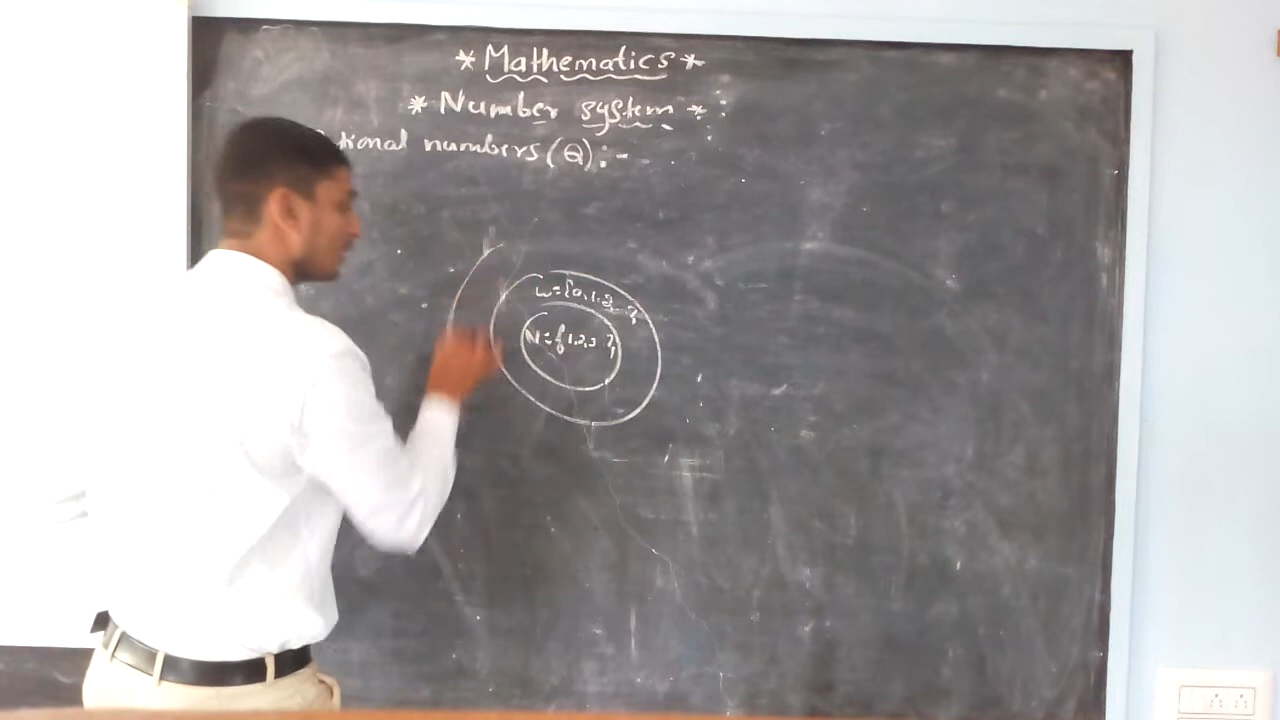 * Mathematics *
* Number system * :
tional numbers (Q) :-
W = {0, 1, 2, }
N = { 1, 2, 3 }